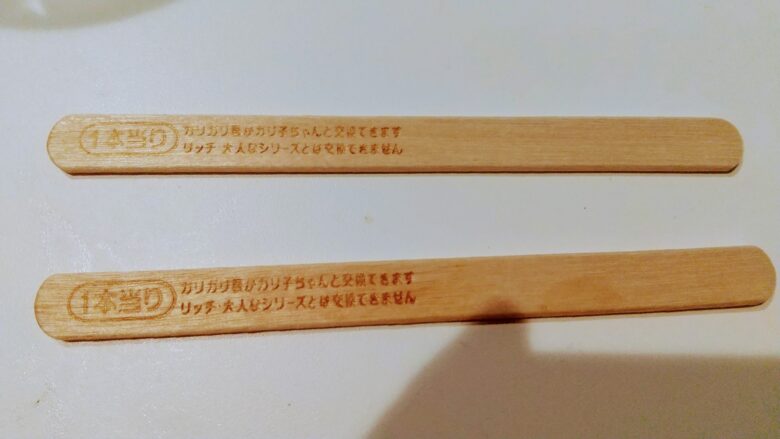 1本当り
ガリガリ君かガリ子ちゃんと交換できます
リッチ・大人なシリーズとは交換できません
1本当り
ガリガリ君かガリ子ちゃんと交換できます
リッチ・大人なシリーズとは交換できません